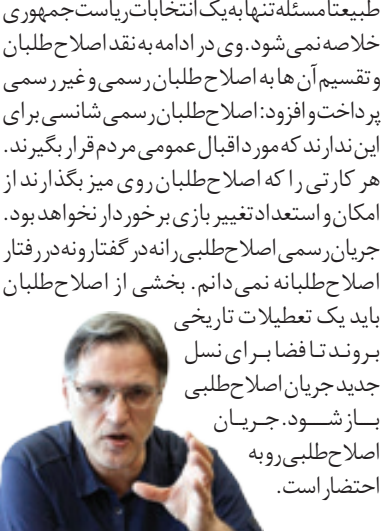 طبیعتا مسئله تنها به یک انتخابات ریاست جمهوری
خلاصه نمی شود. وی در ادامه به نقد اصلاح طلبان
و تقسیم آن ها به اصلاح طلبان رسمی و غیر رسمی
پرداخت و افزود: اصلاح طلبان رسمی شانسی برای
این ندارند که مورد اقبال عمومی مردم قرار بگیرند.
هر کارتی را که اصلاح طلبان روی میز بگذارند از
امکان و استعداد تغییر بازی برخوردار نخواهد بود.
جریان رسمی اصلاح طلبی را نه در گفتار و نه در رفتار
اصلاح طلبانه نمی دانم. بخشی از اصلاح طلبان
باید یک تعطیلات تاریخی
بروند تا فضا برای نسل
جدید جریان اصلاح طلبی
باز شود. جریان
اصلاح طلبی رو به
احتضار است.